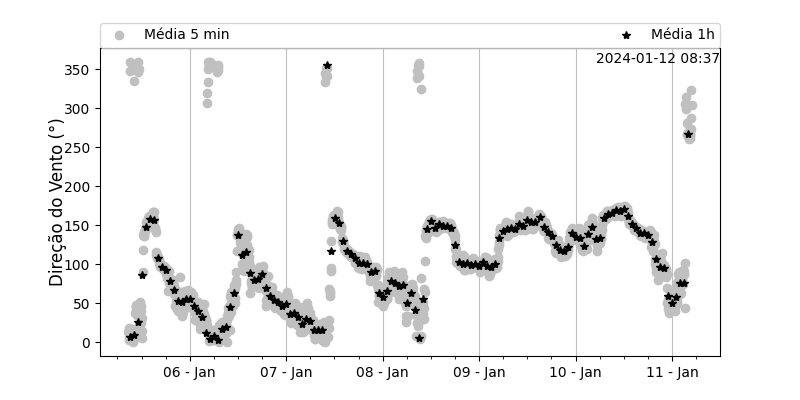 Média 5 min
Média 1h
2024-01-12 08:37
Direção do Vento (°)
350
300
250
200
150
100
50
0
06 - Jan
07 - Jan
08 - Jan
09 - Jan
10 - Jan
11 - Jan